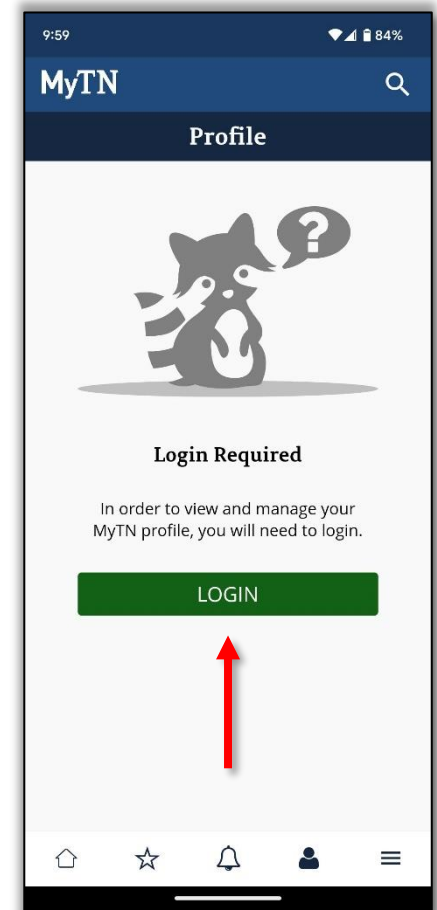 9:59 84%
MyTN
Profile
?
Login Required
In order to view and manage your
MyTN profile, you will need to login.
LOGIN